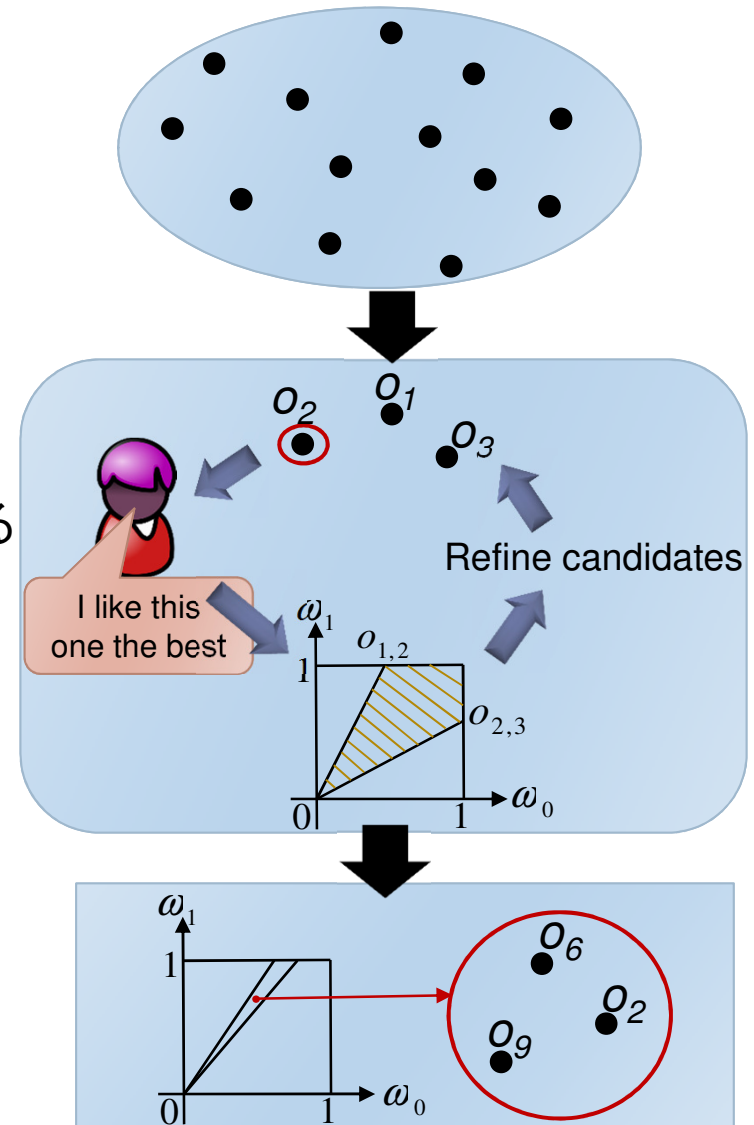 o₁
o₂
o₃
%
Refine candidates
I like this
one the best
ω₁
o₁,₂
1
o₂,₃
0
1
ω₀
ω₁
1
o₆
o₂
o₉
0
1
ω₀